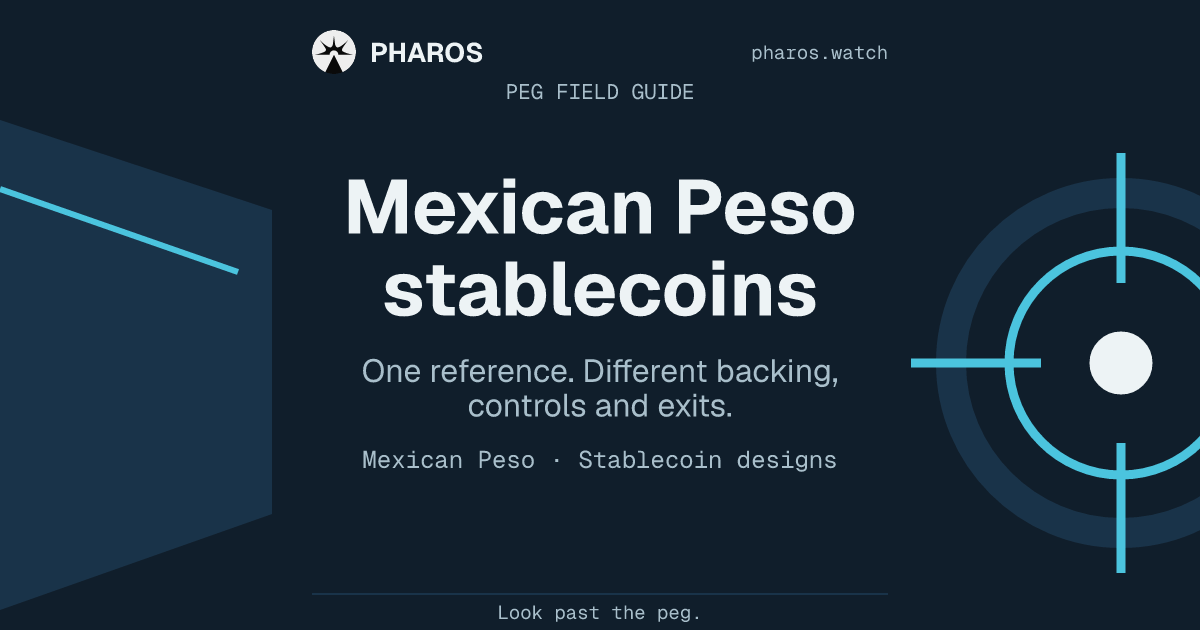 PHAROS
pharos.watch
PEG FIELD GUIDE
Mexican Peso
stablecoins
One reference. Different backing,
controls and exits.
Mexican Peso · Stablecoin designs
Look past the peg.